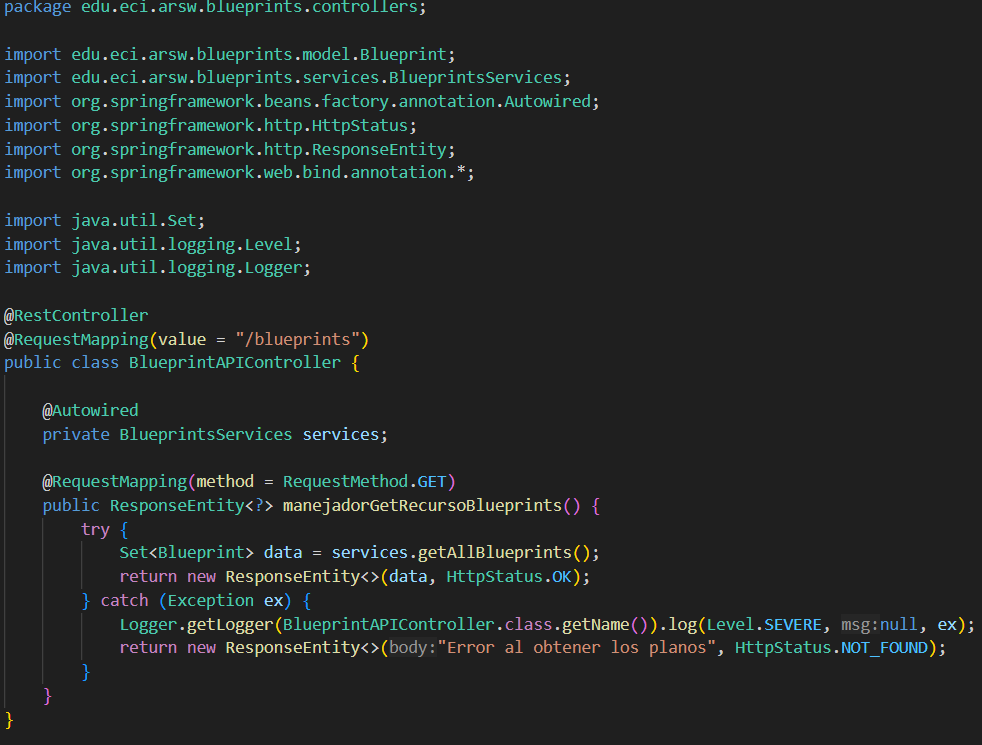 package edu.eci.arsw.blueprints.controllers;
import edu.eci.arsw.blueprints.model.Blueprint;
import edu.eci.arsw.blueprints.services.BlueprintsServices;
import org.springframework.beans.factory.annotation.Autowired;
import org.springframework.http.HttpStatus;
import org.springframework.http.ResponseEntity;
import org.springframework.web.bind.annotation.*;
import java.util.Set;
import java.util.logging.Level;
import java.util.logging.Logger;
@RestController
@RequestMapping(value = "/blueprints")
public class BlueprintAPIController {
    @Autowired
    private BlueprintsServices services;
    @RequestMapping(method = RequestMethod.GET)
    public ResponseEntity<?> manejadorGetRecursoBlueprints() {
        try {
            Set<Blueprint> data = services.getAllBlueprints();
            return new ResponseEntity<>(data, HttpStatus.OK);
        } catch (Exception ex) {
            Logger.getLogger(BlueprintAPIController.class.getName()).log(Level.SEVERE, msg:null, ex);
            return new ResponseEntity<>(body:"Error al obtener los planos", HttpStatus.NOT_FOUND);
        }
    }
}